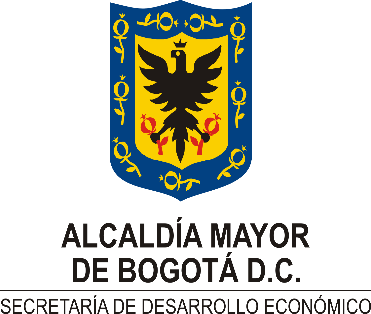 ALCALDÍA MAYOR
DE BOGOTÁ D.C.
SECRETARÍA DE DESARROLLO ECONÓMICO